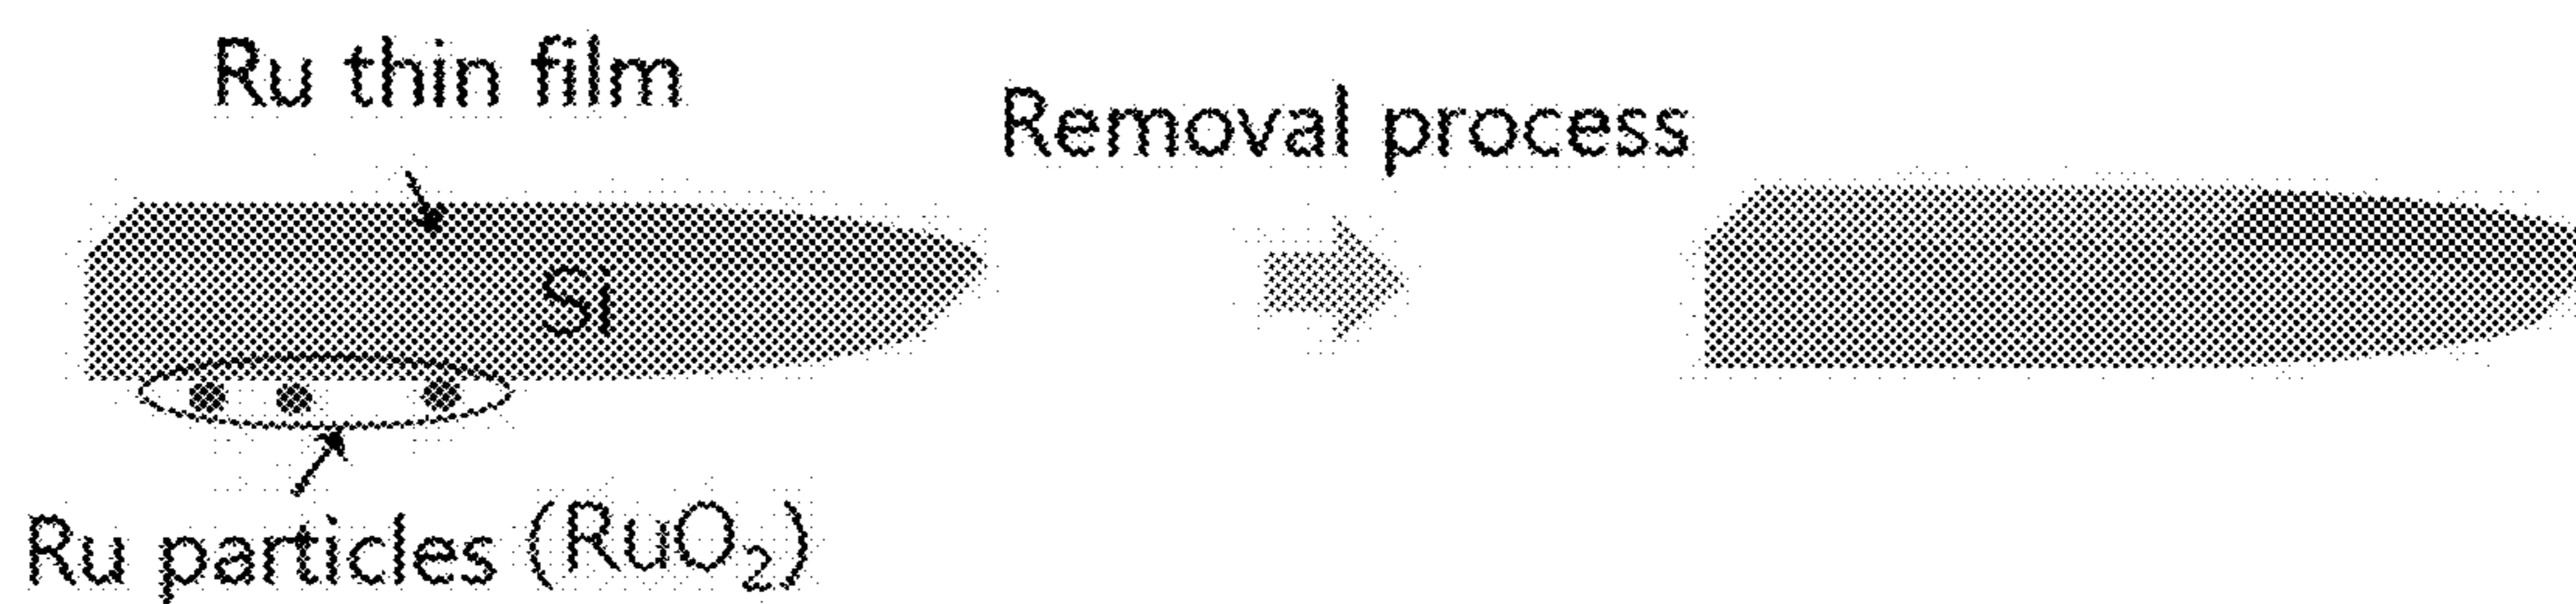 Ru thin film
Removal process
Si
Ru particles (RuO₂)